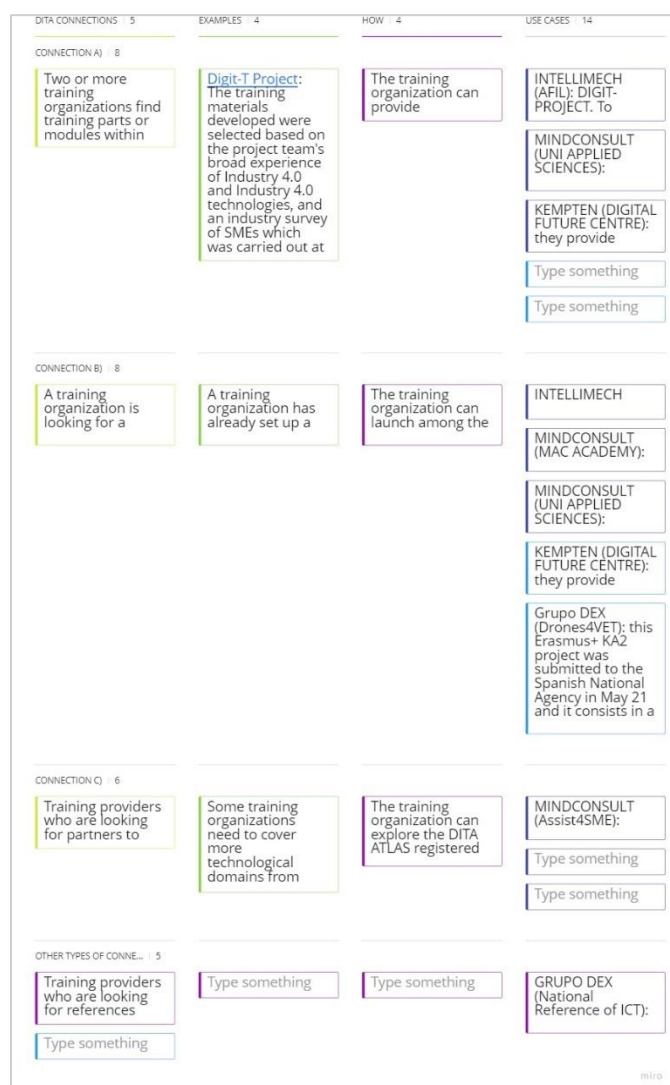 DITA CONNECTIONS | 5
EXAMPLES | 4
HOW | 4
USE CASES | 14
CONNECTION A) | 8
Two or more
training
organizations find
training parts or
modules within
Digit-T Project:
The training
materials
developed were
selected based on
the project team's
broad experience
of Industry 4.0
and Industry 4.0
technologies, and
an industry survey
of SMEs which
was carried out at
The training
organization can
provide
INTELLIMECH
(AFIL): DIGIT-
PROJECT. To
MINDCONSULT
(UNI APPLIED
SCIENCES):
KEMPTEN (DIGITAL
FUTURE CENTRE):
they provide
Type something
Type something
CONNECTION B) | 8
A training
organization is
looking for a
A training
organization has
already set up a
The training
organization can
launch among the
INTELLIMECH
MINDCONSULT
(MAC ACADEMY):
MINDCONSULT
(UNI APPLIED
SCIENCES):
KEMPTEN (DIGITAL
FUTURE CENTRE):
they provide
Grupo DEX
(Drones4VET): this
Erasmus+ KA2
project was
submitted to the
Spanish National
Agency in May 21
and it consists in a
CONNECTION C) | 6
Training providers
who are looking
for partners to
Some training
organizations
need to cover
more
technological
domains from
The training
organization can
explore the DITA
ATLAS registered
MINDCONSULT
(Assist4SME):
Type something
Type something
OTHER TYPES OF CONNE... | 5
Training providers
who are looking
for references
Type something
Type something
Type something
GRUPO DEX
(National
Reference of ICT):
miro